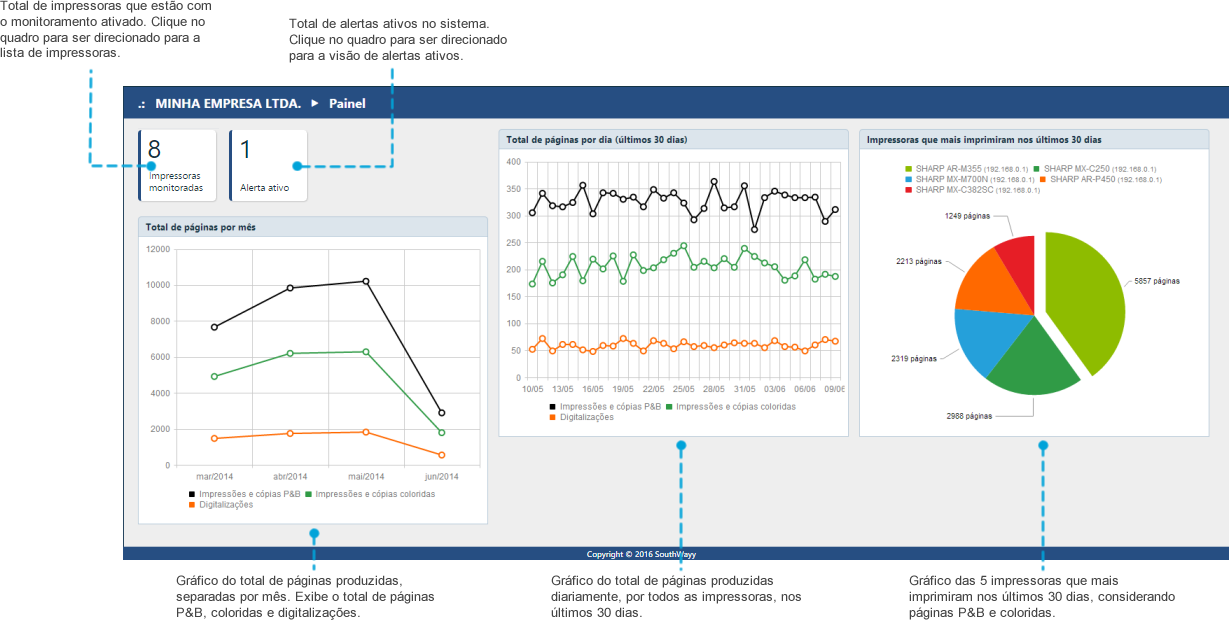 Total de impressoras que estão com
o monitoramento ativado. Clique no
quadro para ser direcionado para a
lista de impressoras.
Total de alertas ativos no sistema.
Clique no quadro para ser direcionado
para a visão de alertas ativos.
.: MINHA EMPRESA LTDA. ► Painel
8
Impressoras
monitoradas
1
Alerta ativo
Total de páginas por mês
12000
10000
8000
6000
4000
2000
0
mar/2014 abr/2014 mai/2014 jun/2014
Impressões e cópias P&B Impressões e cópias coloridas
Digitalizações
Total de páginas por dia (últimos 30 dias)
400
350
300
250
200
150
100
50
0
10/05 13/05 16/05 19/05 22/05 25/05 28/05 31/05 03/06 06/06 09/06
Impressões e cópias P&B Impressões e cópias coloridas
Digitalizações
Impressoras que mais imprimiram nos últimos 30 dias
SHARP AR-M355 (192.168.0.1) SHARP MX-C250 (192.168.0.1)
SHARP MX-M700N (192.168.0.1) SHARP AR-P450 (192.168.0.1)
SHARP MX-C382SC (192.168.0.1)
1249 páginas
2213 páginas
5857 páginas
2319 páginas
2988 páginas
Copyright © 2016 SouthWayy
Gráfico do total de páginas produzidas,
separadas por mês. Exibe o total de páginas
P&B, coloridas e digitalizações.
Gráfico do total de páginas produzidas
diariamente, por todos as impressoras, nos
últimos 30 dias.
Gráfico das 5 impressoras que mais
imprimiram nos últimos 30 dias, considerando
páginas P&B e coloridas.